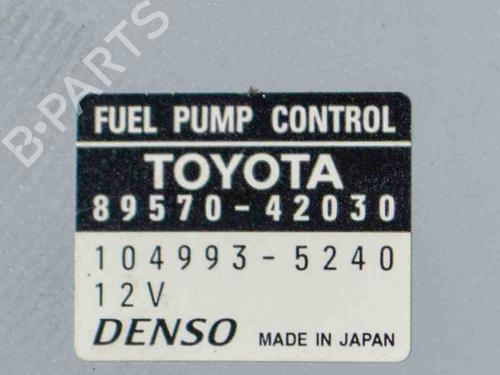 B-PARTS
FUEL PUMP CONTROL
TOYOTA
89570-42030
104993-5240
12V
DENSO MADE IN JAPAN